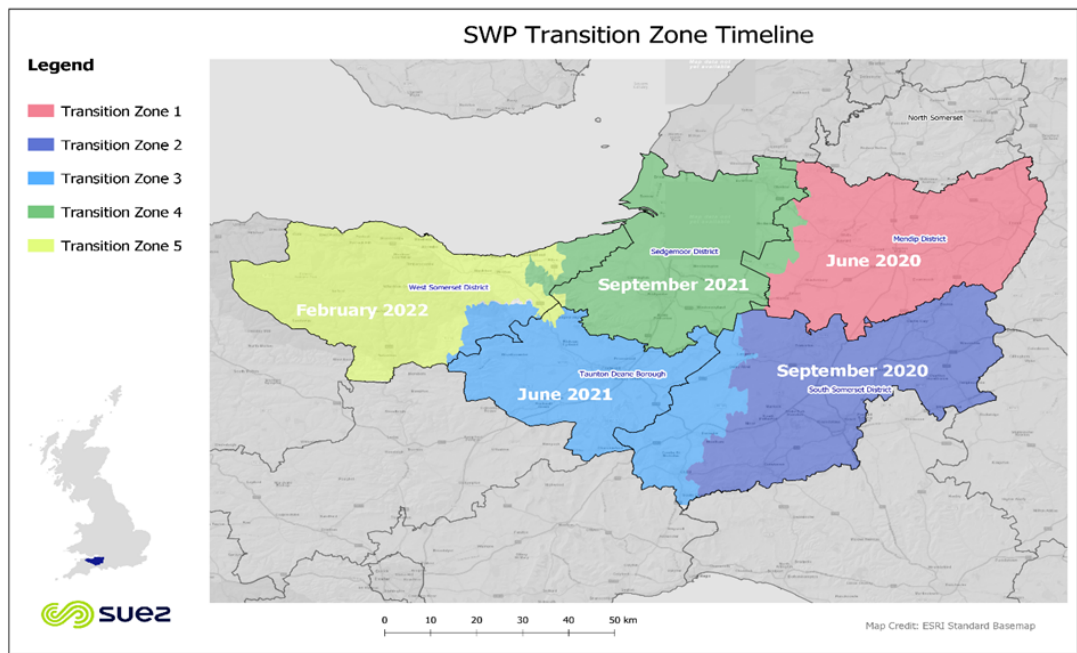 SWP Transition Zone Timeline
Legend
Transition Zone 1
Transition Zone 2
Transition Zone 3
Transition Zone 4
Transition Zone 5
North Somerset
Mendip District
June 2020
Sedgemoor District
September 2021
West Somerset District
February 2022
Taunton Deane Borough
June 2021
September 2020
South Somerset District
suez
0 10 20 30 40 50 km
Map Credit: ESRI Standard Basemap